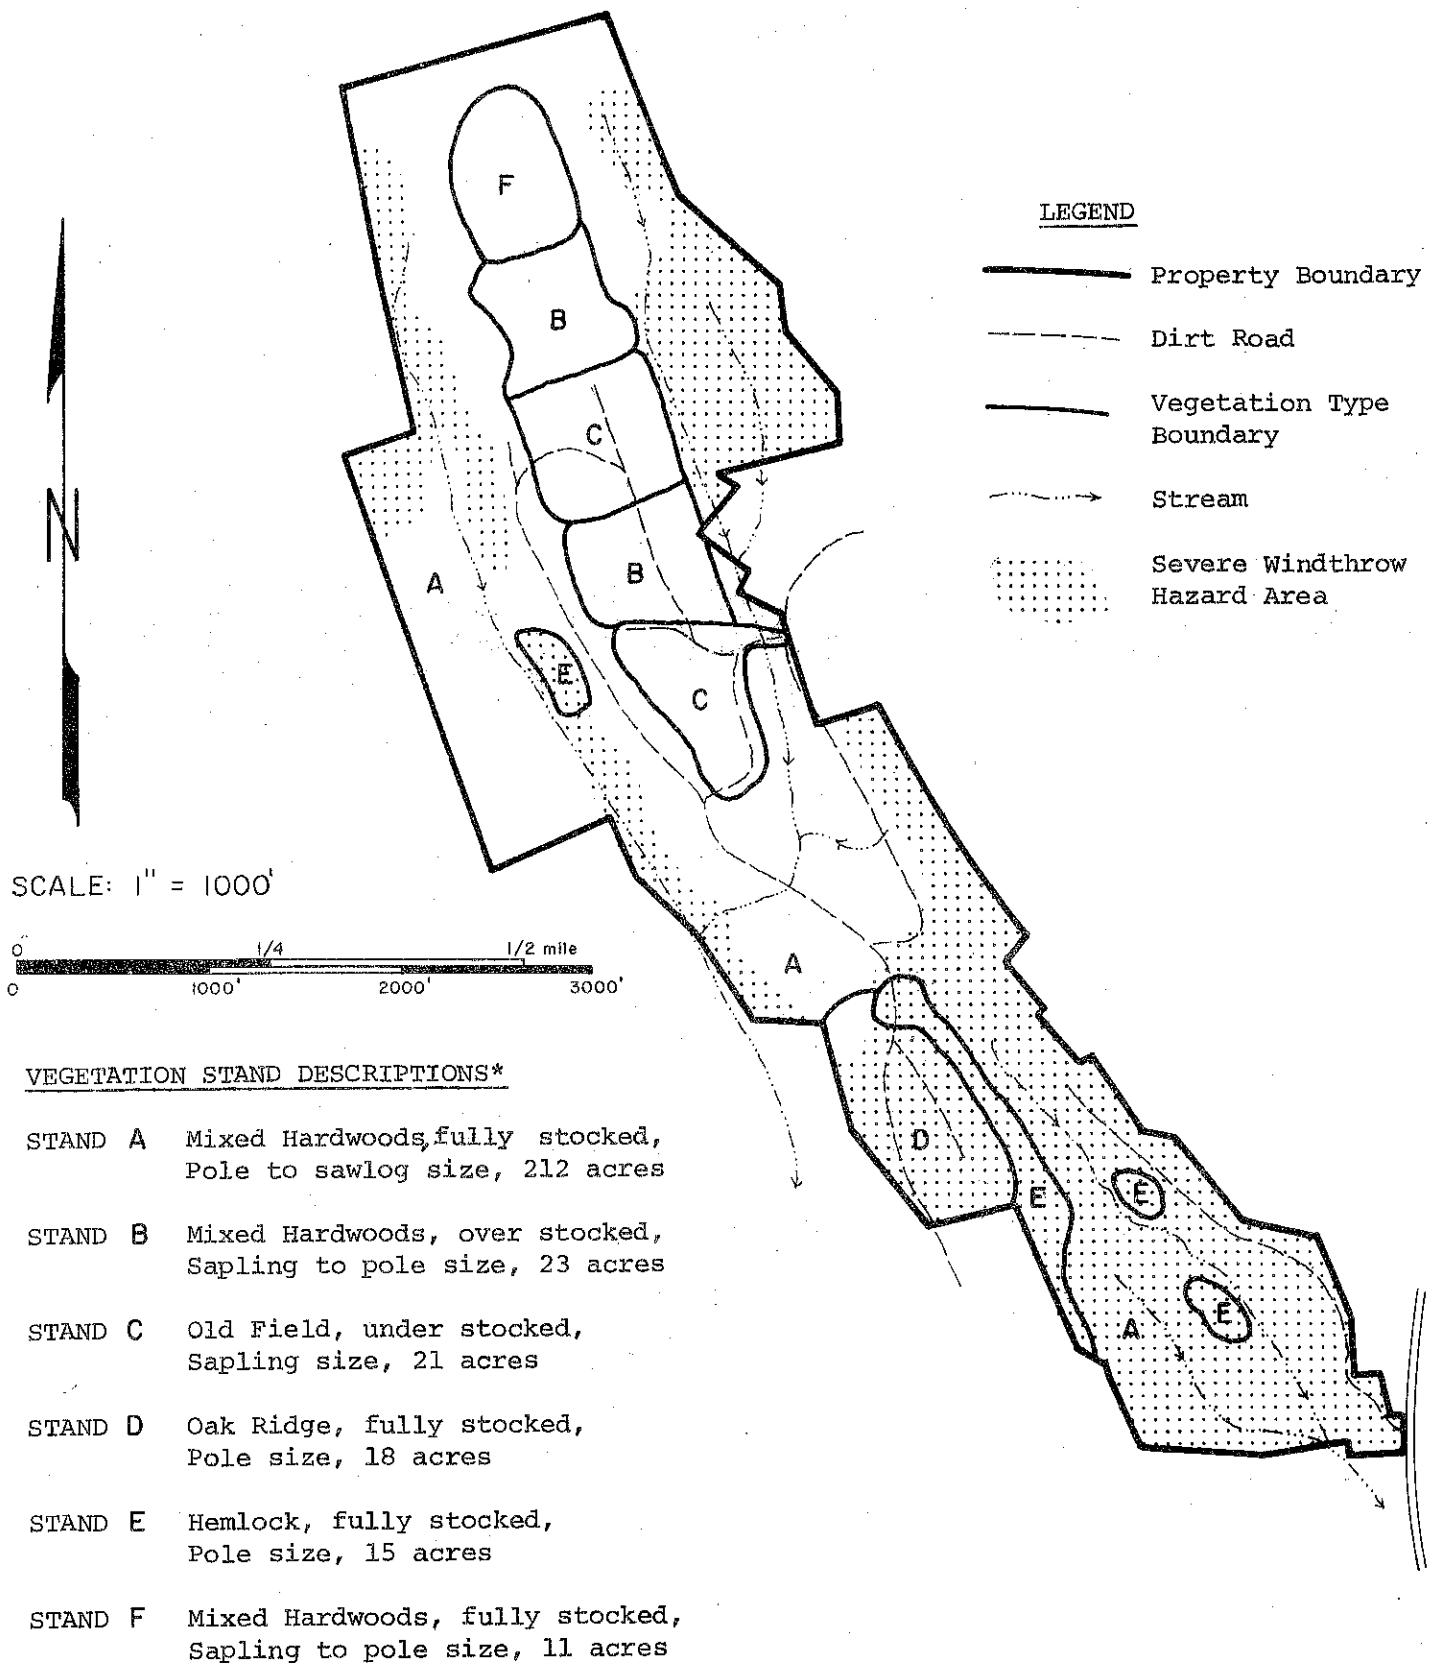 F
B
C
B
A
E
C
A
D
E
E
E
A
N
LEGEND
Property Boundary
Dirt Road
Vegetation Type
Boundary
Stream
Severe Windthrow
Hazard Area
SCALE: 1" = 1000'
0 1/4 1/2 mile
0 1000' 2000' 3000'
VEGETATION STAND DESCRIPTIONS*
STAND A Mixed Hardwoods, fully stocked,
Pole to sawlog size, 212 acres
STAND B Mixed Hardwoods, over stocked,
Sapling to pole size, 23 acres
STAND C Old Field, under stocked,
Sapling size, 21 acres
STAND D Oak Ridge, fully stocked,
Pole size, 18 acres
STAND E Hemlock, fully stocked,
Pole size, 15 acres
STAND F Mixed Hardwoods, fully stocked,
Sapling to pole size, 11 acres